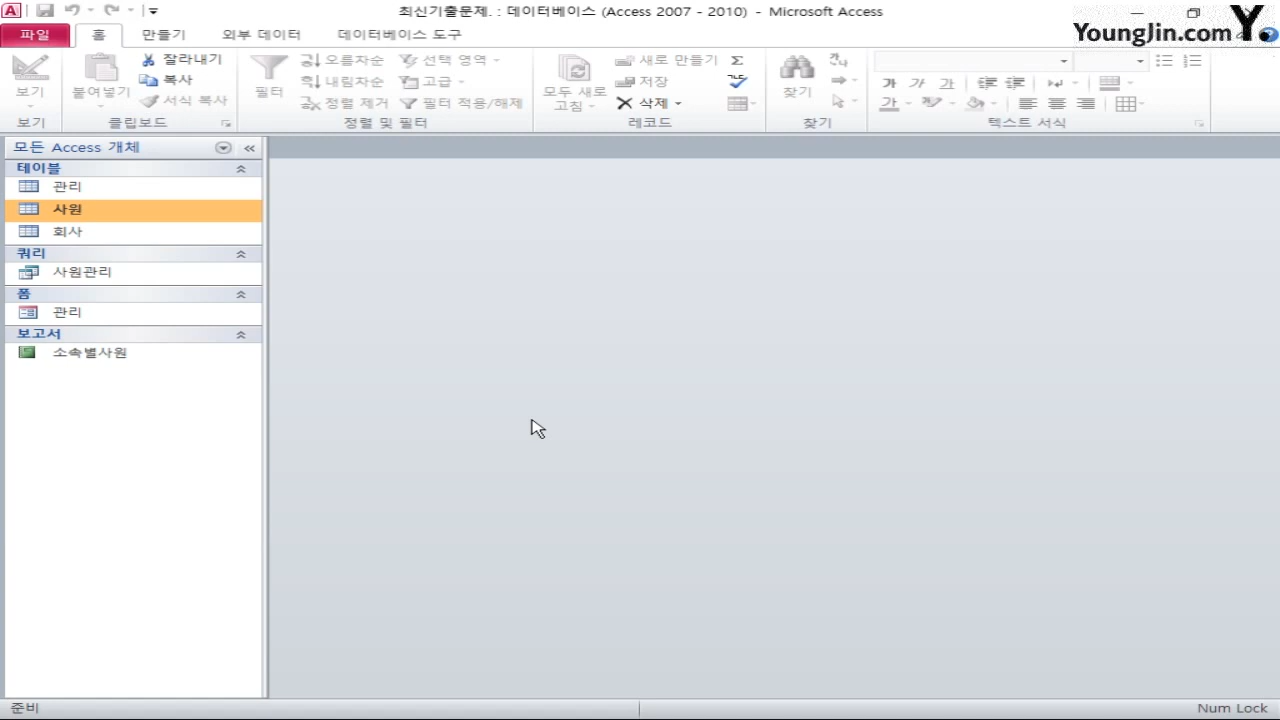 최신기출문제. : 데이터베이스 (Access 2007 - 2010) - Microsoft Access
YoungJin.com Y.
파일 홈 만들기 외부 데이터 데이터베이스 도구
보기
붙여넣기
잘라내기
복사
서식 복사
필터
오름차순
내림차순
정렬 제거
선택 영역
고급
필터 적용/해제
모두 새로
고침
새로 만들기
저장
삭제
찾기
가 가 가
가
보기 클립보드 정렬 및 필터 레코드 찾기 텍스트 서식
모든 Access 개체
테이블
관리
사원
회사
쿼리
사원관리
폼
관리
보고서
소속별사원
준비 Num Lock